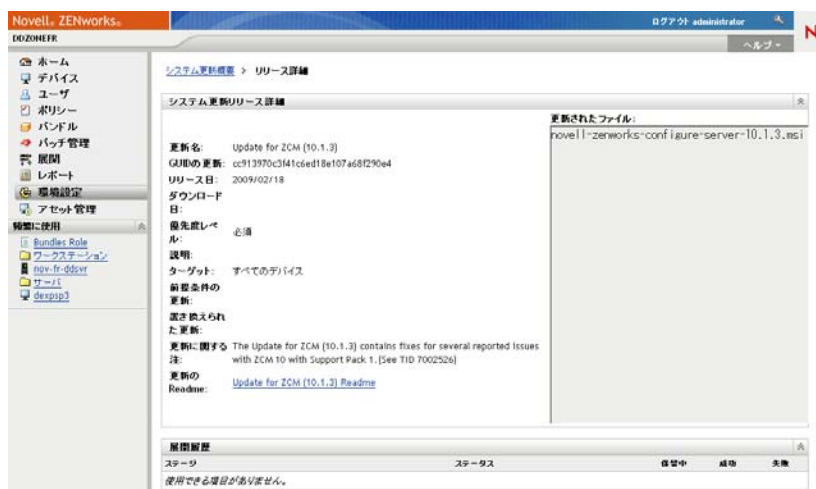 Novell® ZENworks®
ログアウト administrator
N
DDZONEFR
ヘルプ
ホーム
デバイス
ユーザ
ポリシー
バンドル
パッチ管理
展開
レポート
環境設定
アセット管理
頻繁に使用
Bundles Role
ワークステーション
nov-fr-ddsvr
サーバ
dexpsp3
システム更新概要 > リリース詳細
システム更新リリース詳細
更新されたファイル:
novell-zenworks-configure-server-10.1.3.msi
更新名: Update for ZCM (10.1.3)
GUIDの更新: cc913970c3f41c6ed18e107a68f290e4
リリース日: 2009/02/18
ダウンロード
日:
優先度レベ
ル: 必須
説明:
ターゲット: すべてのデバイス
前提条件の
更新:
置き換えられ
た更新:
更新に関する The Update for ZCM (10.1.3) contains fixes for several reported issues
注: with ZCM 10 with Support Pack 1. (See TID 7002526)
更新の
Readme: Update for ZCM (10.1.3) Readme
展開履歴
ステージ ステータス 保留中 成功 失敗
使用できる項目がありません。